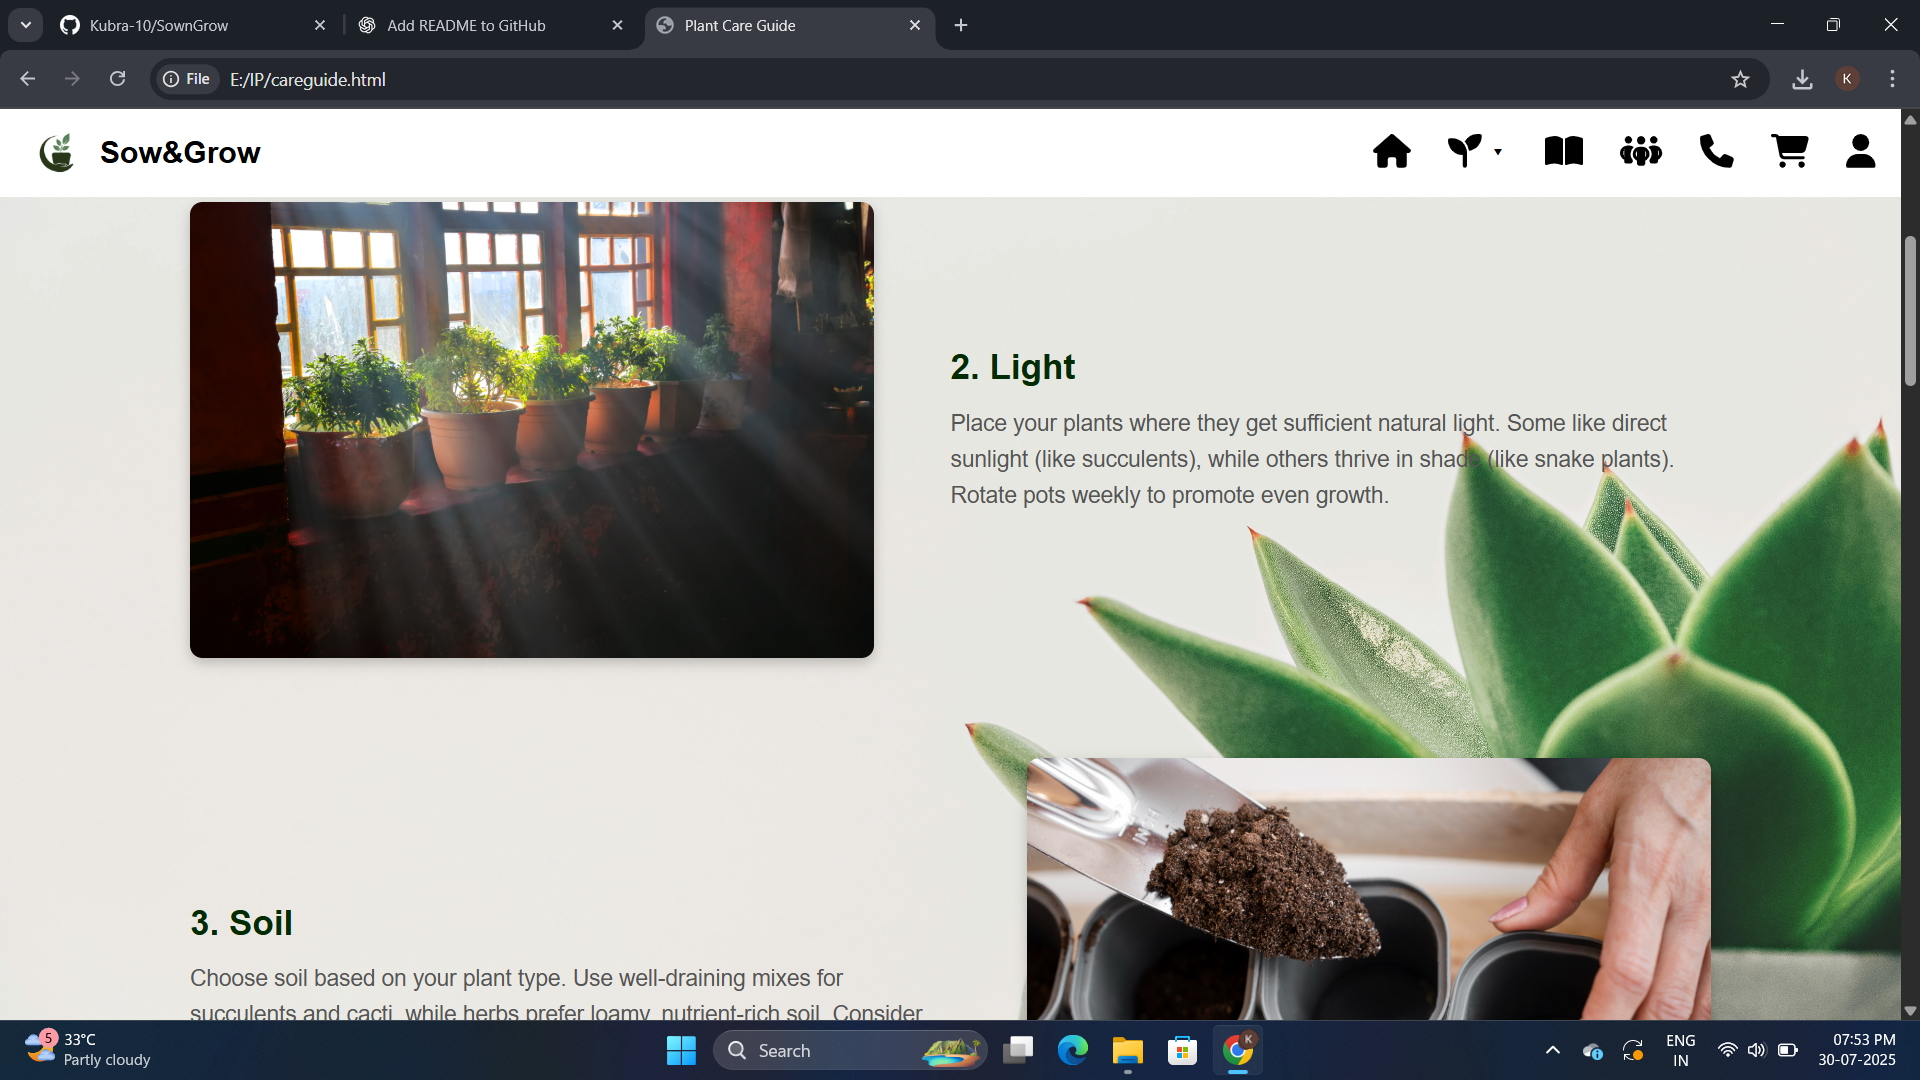 Kubra-10/SownGrow
Add README to GitHub
Plant Care Guide
File
E:/IP/careguide.html
K
Sow&Grow
2. Light
Place your plants where they get sufficient natural light. Some like direct
sunlight (like succulents), while others thrive in shade (like snake plants).
Rotate pots weekly to promote even growth.
3. Soil
Choose soil based on your plant type. Use well-draining mixes for
succulents and cacti, while herbs prefer loamy, nutrient-rich soil. Consider
5
33°C
Partly cloudy
Search
K
ENG
IN
07:53 PM
30-07-2025